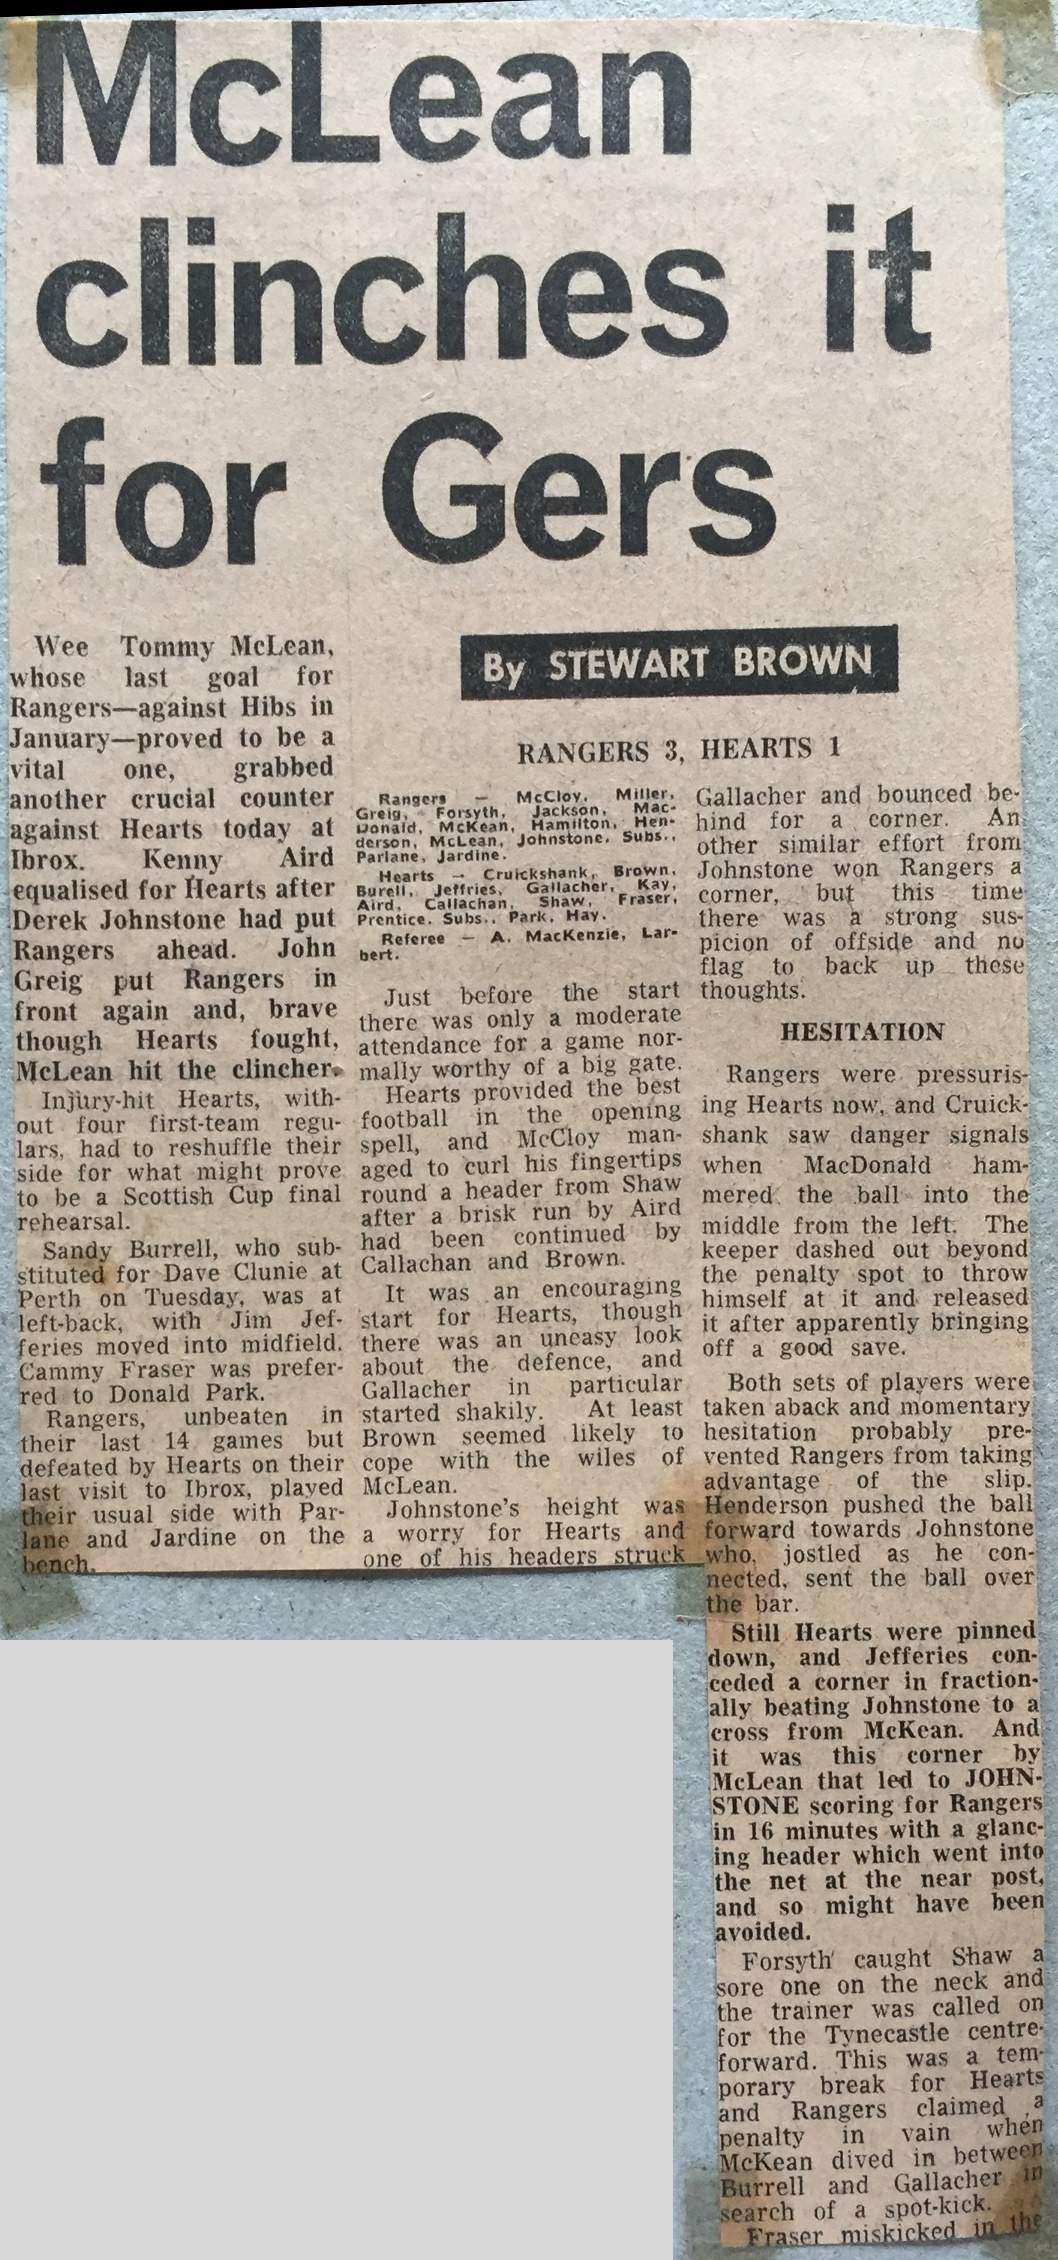 McLean
clinches it
for Gers
Wee Tommy McLean,
whose last goal for
Rangers—against Hibs in
January—proved to be a
vital one, grabbed
another crucial counter
against Hearts today at
Ibrox. Kenny Aird
equalised for Hearts after
Derek Johnstone had put
Rangers ahead. John
Greig put Rangers in
front again and, brave
though Hearts fought,
McLean hit the clincher.
Injury-hit Hearts, with-
out four first-team regu-
lars, had to reshuffle their
side for what might prove
to be a Scottish Cup final
rehearsal.
Sandy Burrell, who sub-
stituted for Dave Clunie at
Perth on Tuesday, was at
left-back, with Jim Jef-
feries moved into midfield.
Cammy Fraser was prefer-
red to Donald Park.
Rangers, unbeaten in
their last 14 games but
defeated by Hearts on their
last visit to Ibrox, played
their usual side with Par-
lane and Jardine on the
bench.
By STEWART BROWN
RANGERS 3, HEARTS 1
Rangers — McCloy, Miller,
Greig, Forsyth, Jackson, Mac-
Donald, McKean, Hamilton, Hen-
derson, McLean, Johnstone. Subs..
Parlane, Jardine.
Hearts — Cruickshank, Brown,
Burell, Jeffries, Gallacher, Kay,
Aird, Callachan, Shaw, Fraser,
Prentice. Subs.. Park, Hay.
Referee — A. MacKenzie, Lar-
bert.
Just before the start
there was only a moderate
attendance for a game nor-
mally worthy of a big gate.
Hearts provided the best
football in the opening
spell, and McCloy man-
aged to curl his fingertips
round a header from Shaw
after a brisk run by Aird
had been continued by
Callachan and Brown.
It was an encouraging
start for Hearts, though
there was an uneasy look
about the defence, and
Gallacher in particular
started shakily. At least
Brown seemed likely to
cope with the wiles of
McLean.
Johnstone's height was
a worry for Hearts and
one of his headers struck
Gallacher and bounced be-
hind for a corner. An
other similar effort from
Johnstone won Rangers a
corner, but this time
there was a strong sus-
picion of offside and no
flag to back up these
thoughts.
HESITATION
Rangers were pressuris-
ing Hearts now, and Cruick-
shank saw danger signals
when MacDonald ham-
mered the ball into the
middle from the left. The
keeper dashed out beyond
the penalty spot to throw
himself at it and released
it after apparently bringing
off a good save.
Both sets of players were
taken aback and momentary
hesitation probably pre-
vented Rangers from taking
advantage of the slip.
Henderson pushed the ball
forward towards Johnstone
who, jostled as he con-
nected, sent the ball over
the bar.
Still Hearts were pinned
down, and Jefferies con-
ceded a corner in fraction-
ally beating Johnstone to a
cross from McKean. And
it was this corner by
McLean that led to JOHN-
STONE scoring for Rangers
in 16 minutes with a glanc-
ing header which went into
the net at the near post,
and so might have been
avoided.
Forsyth caught Shaw a
sore one on the neck and
the trainer was called on
for the Tynecastle centre-
forward. This was a tem-
porary break for Hearts
and Rangers claimed a
penalty in vain when
McKean dived in between
Burrell and Gallacher in
search of a spot-kick.
Fraser miskicked in the